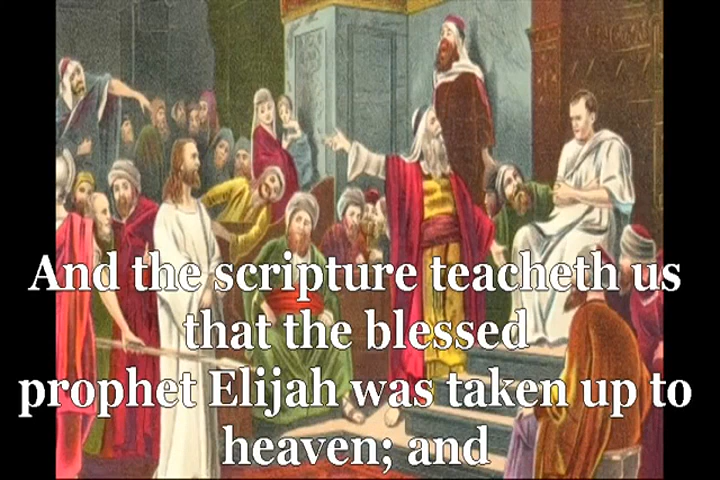 And the scripture teacheth us
that the blessed
prophet Elijah was taken up to
heaven; and